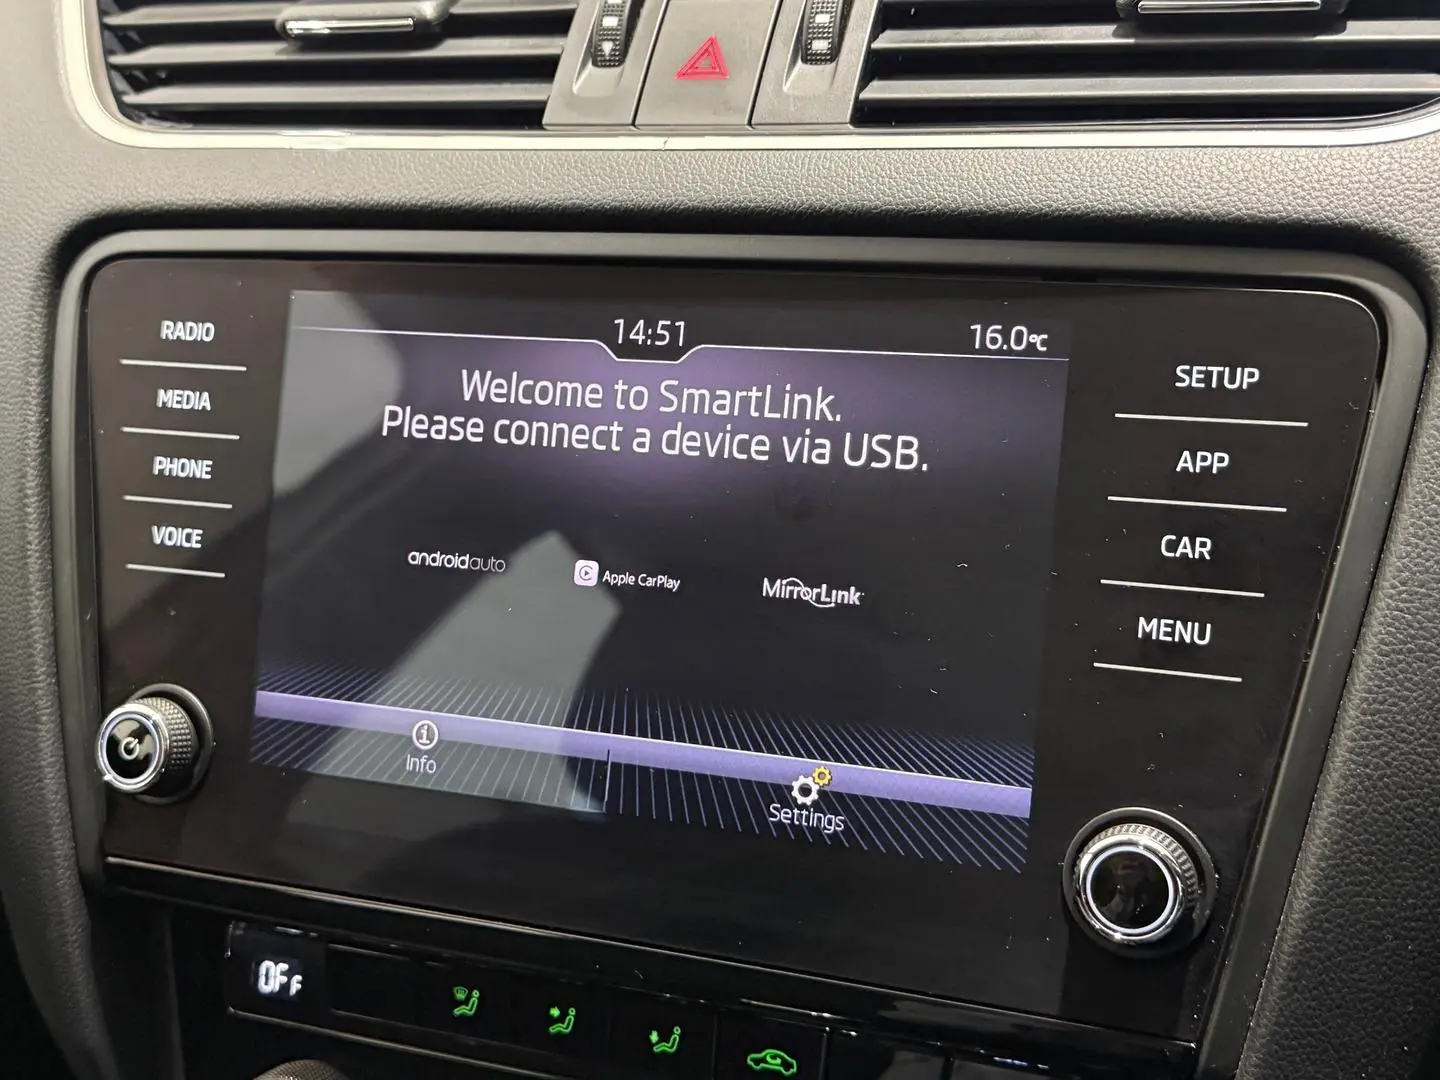 14:51
16.0°C
RADIO
MEDIA
PHONE
VOICE
Welcome to SmartLink.
Please connect a device via USB.
androidauto
Apple CarPlay
MirrorLink
Info
Settings
SETUP
APP
CAR
MENU
OFF